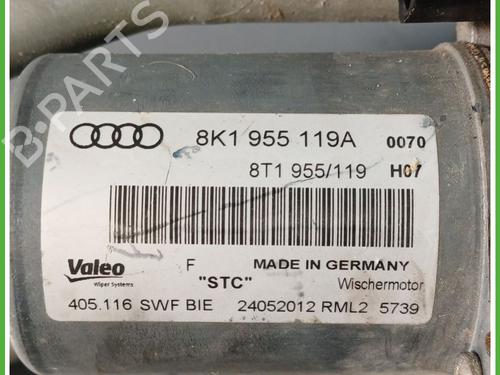 8K1 955 119A 0070
8T1 955/119 H07
Valeo F MADE IN GERMANY
Wiper Systems "STC" Wischermotor
405.116 SWF BIE 24052012 RML2 5739
B-PARTS